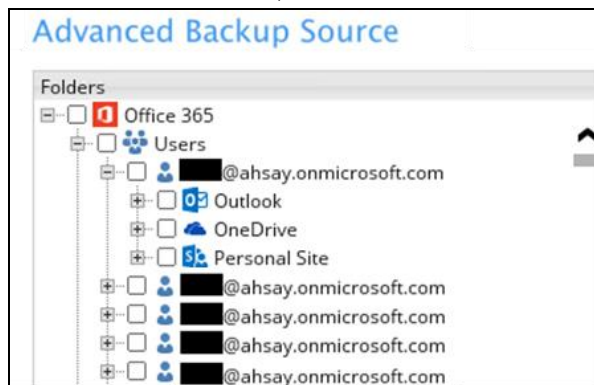 Advanced Backup Source
Folders
Office 365
Users
@ahsay.onmicrosoft.com
Outlook
OneDrive
Personal Site
@ahsay.onmicrosoft.com
@ahsay.onmicrosoft.com
@ahsay.onmicrosoft.com
@ahsay.onmicrosoft.com